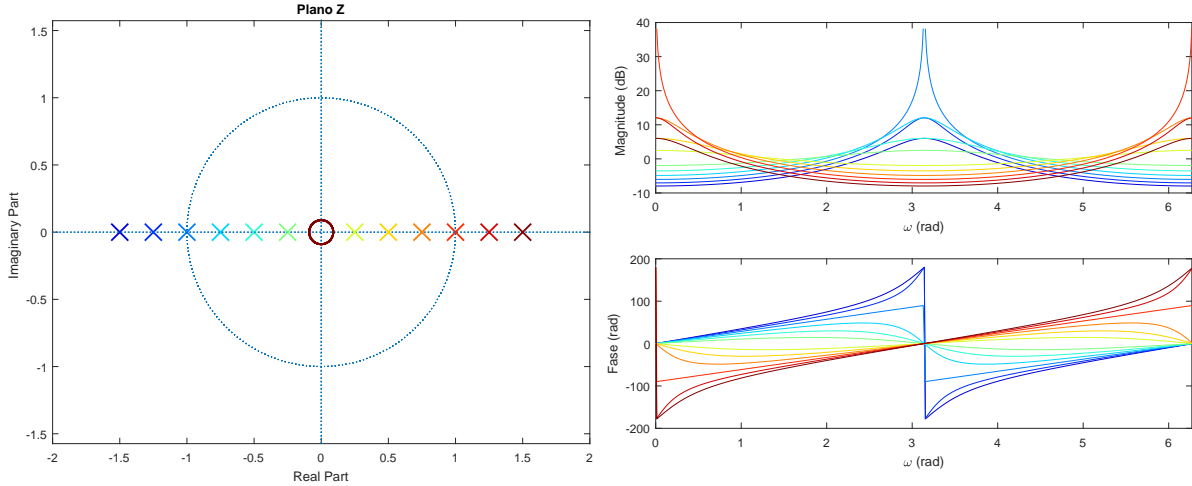 Plano Z
1.5
1
0.5
0
-0.5
-1
-1.5
Imaginary Part
-2 -1.5 -1 -0.5 0 0.5 1 1.5 2
Real Part
40
30
20
10
0
-10
Magnitude (dB)
0 1 2 3 4 5 6
ω (rad)
200
100
0
-100
-200
Fase (rad)
0 1 2 3 4 5 6
ω (rad)